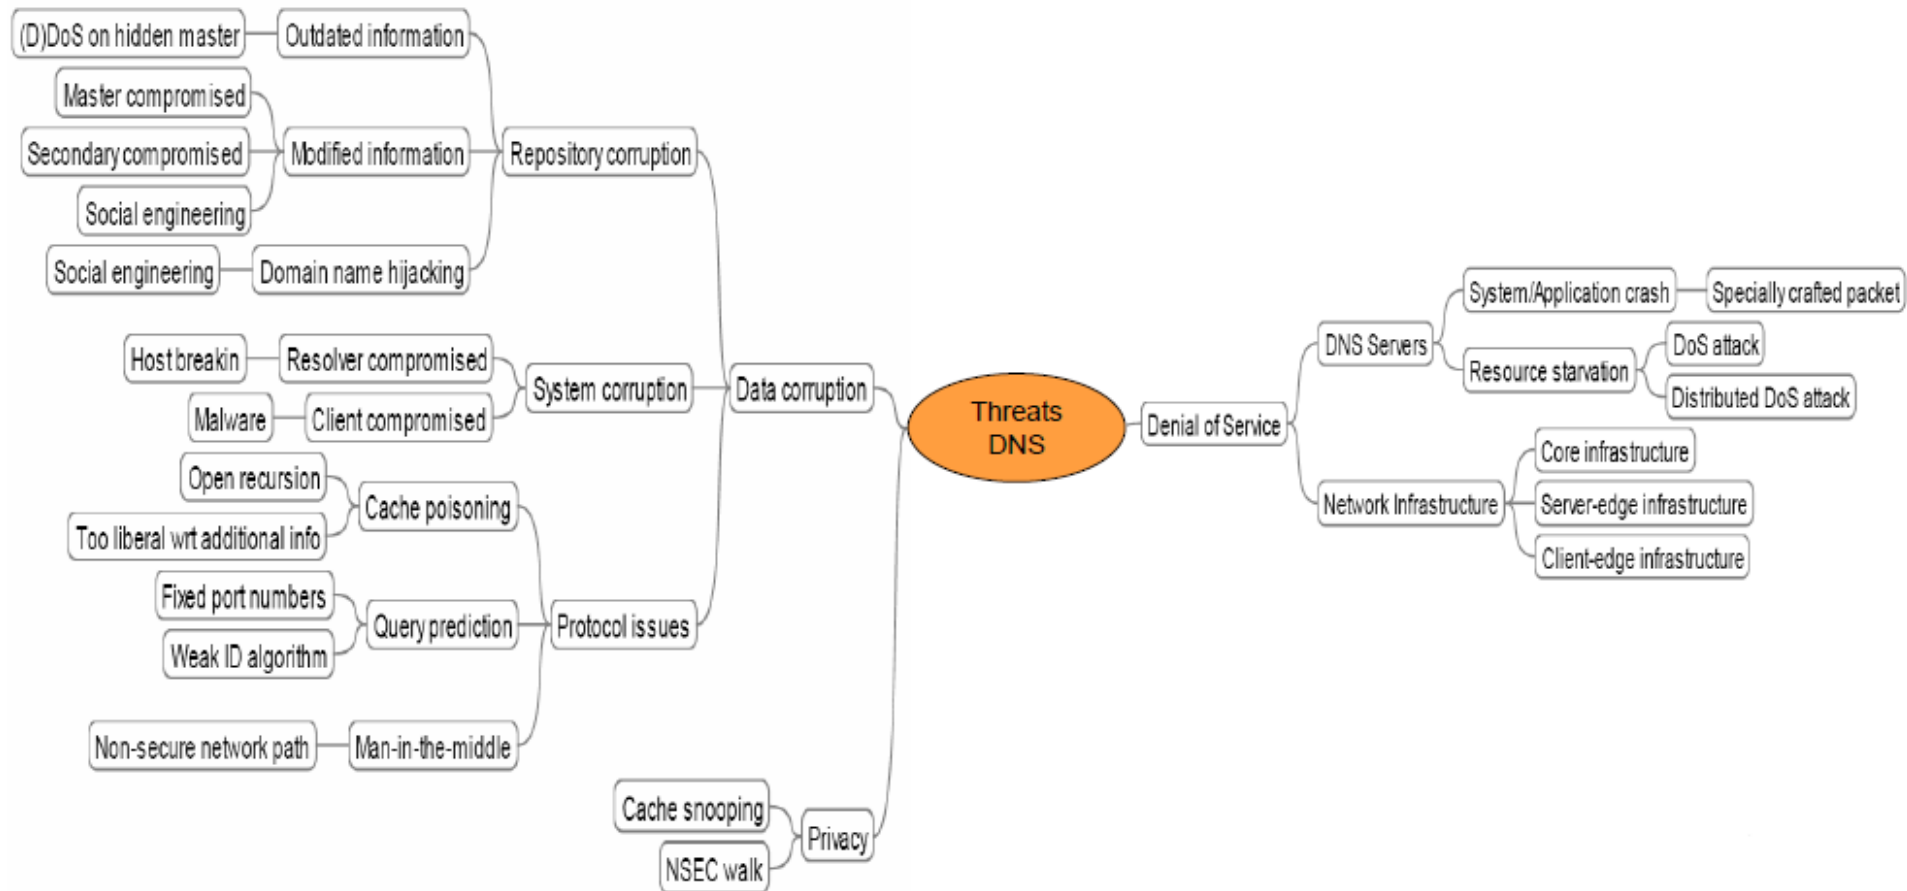 (D)DoS on hidden master
Outdated information
Master compromised
Secondary compromised
Modified information
Repository corruption
Social engineering
Social engineering
Domain name hijacking
Host breakin
Resolver compromised
System corruption
Data corruption
Malware
Client compromised
Open recursion
Cache poisoning
Too liberal wrt additional info
Fixed port numbers
Query prediction
Protocol issues
Weak ID algorithm
Non-secure network path
Man-in-the-middle
Cache snooping
Privacy
NSEC walk
Threats
DNS
Denial of Service
DNS Servers
System/Application crash
Specially crafted packet
Resource starvation
DoS attack
Distributed DoS attack
Network Infrastructure
Core infrastructure
Server-edge infrastructure
Client-edge infrastructure